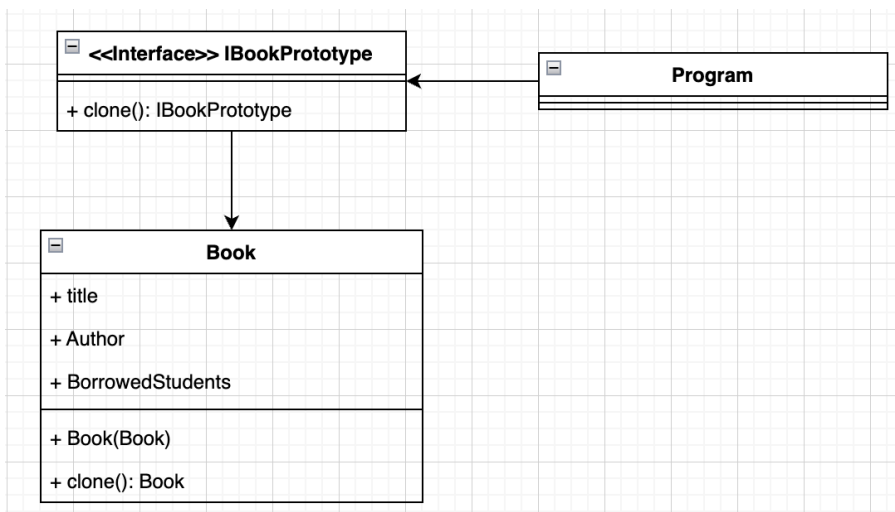 <<Interface>> IBookPrototype
+ clone(): IBookPrototype
Program
Book
+ title
+ Author
+ BorrowedStudents
+ Book(Book)
+ clone(): Book